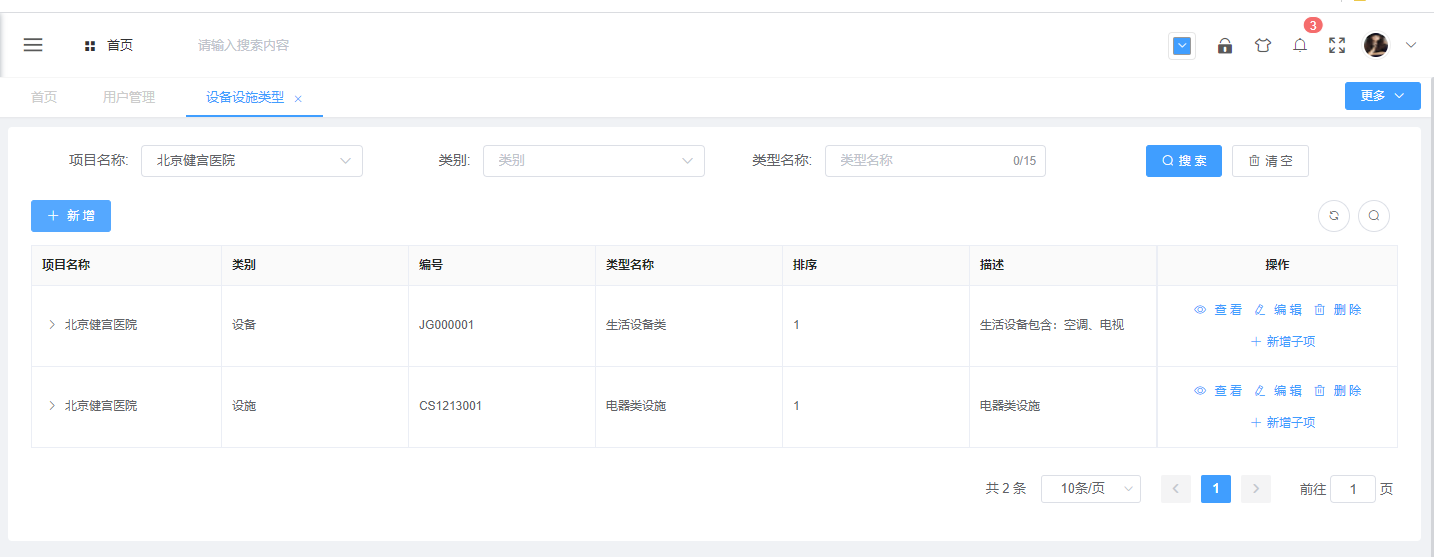 首页 请输入搜索内容 3
首页 用户管理 设备设施类型 × 更多
项目名称: 北京健宫医院 类别: 类别 类型名称: 类型名称 0/15 搜索 清空
+ 新增
项目名称 类别 编号 类型名称 排序 描述 操作
北京健宫医院 设备 JG000001 生活设备类 1 生活设备包含：空调、电视 查看 编辑 删除
+ 新增子项
北京健宫医院 设施 CS1213001 电器类设施 1 电器类设施 查看 编辑 删除
+ 新增子项
共 2 条 10条/页 < 1 > 前往 1 页